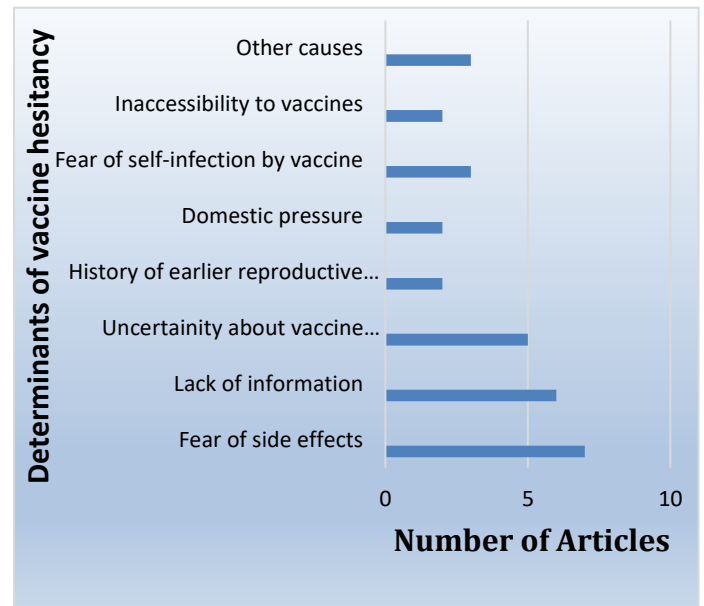 Determinants of vaccine hesitancy
Other causes
Inaccessibility to vaccines
Fear of self-infection by vaccine
Domestic pressure
History of earlier reproductive...
Uncertainity about vaccine...
Lack of information
Fear of side effects
0 5 10
Number of Articles